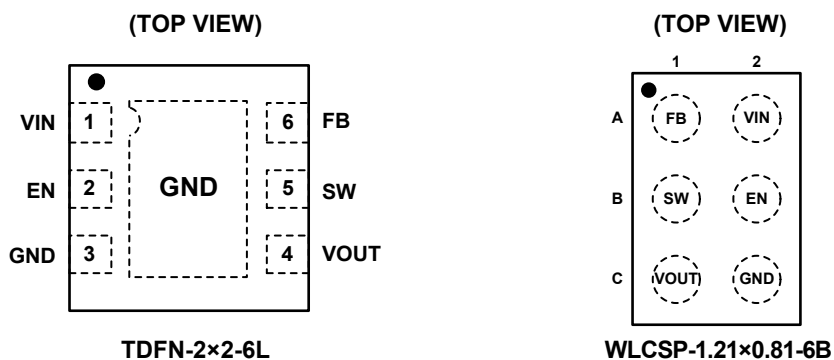 (TOP VIEW)
VIN 1 6 FB
EN 2 GND 5 SW
GND 3 4 VOUT
TDFN-2×2-6L
(TOP VIEW)
1 2
A FB VIN
B SW EN
C VOUT GND
WLCSP-1.21×0.81-6B